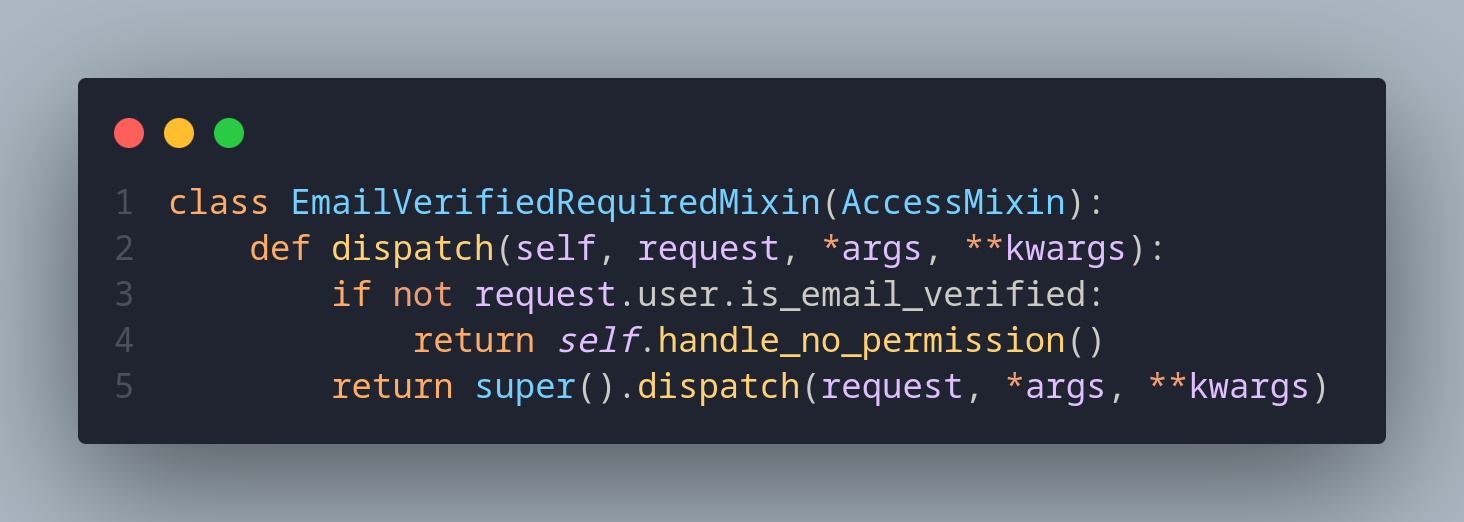 1 class EmailVerifiedRequiredMixin(AccessMixin):
2     def dispatch(self, request, *args, **kwargs):
3         if not request.user.is_email_verified:
4             return self.handle_no_permission()
5         return super().dispatch(request, *args, **kwargs)